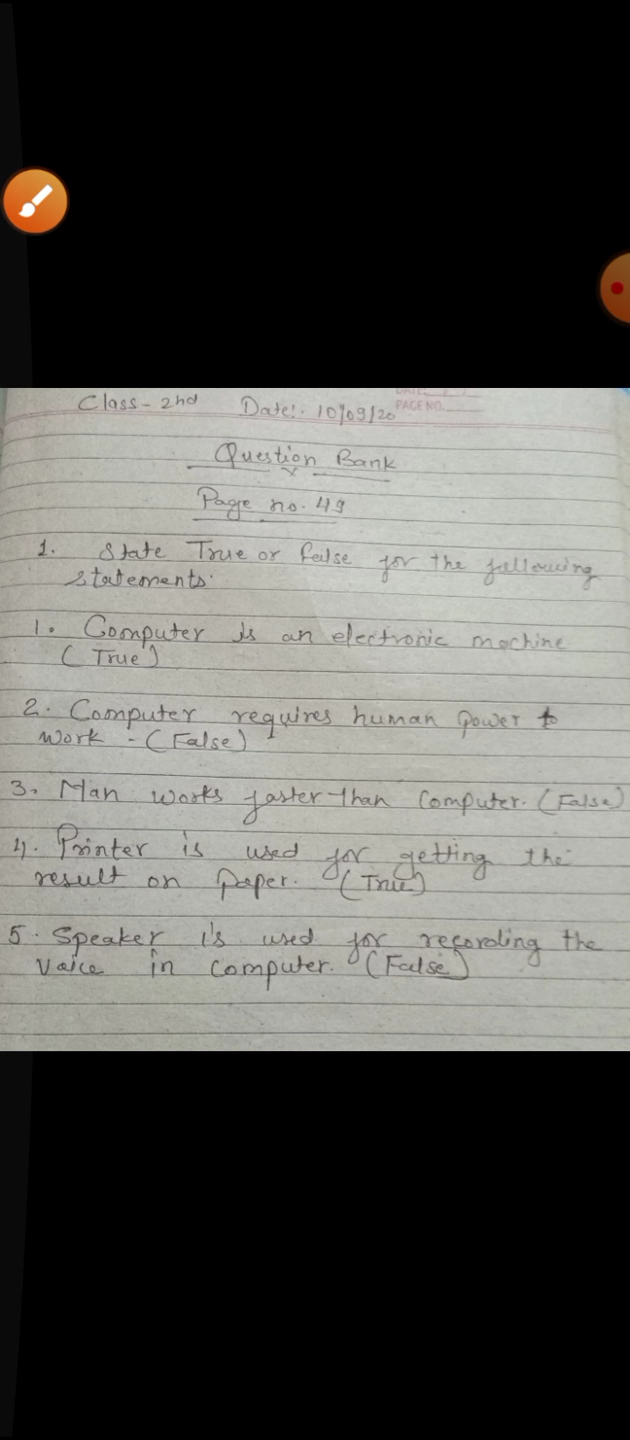 DATE:
PAGE NO.
Class - 2nd Date:- 10/09/20
Question Bank
Page no. 49
1. State True or False for the following
statements.
1. Computer is an electronic machine
(True)
2. Computer requires human power to
work - (False)
3. Man works faster than Computer. (False)
4. Printer is used for getting the
result on paper. (True)
5. Speaker is used for recording the
Voice in computer. (False)